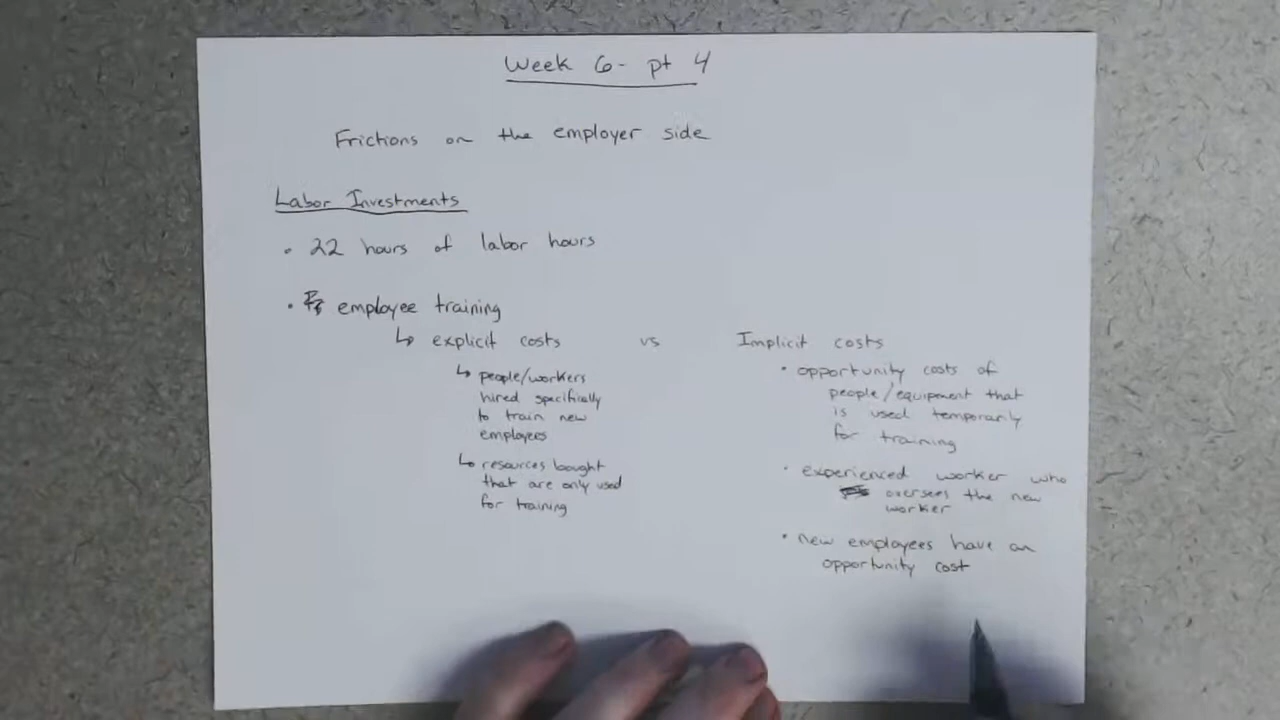 Week 6 - pt 4
Frictions on the employer side
Labor Investments
• 22 hours of labor hours
• employee training
↳ explicit costs vs Implicit costs
↳ people/workers
hired specifically
to train new
employees
↳ resources bought
that are only used
for training
• opportunity costs of
people/equipment that
is used temporarily
for training
• experienced worker who
oversees the new
worker
• new employees have an
opportunity cost